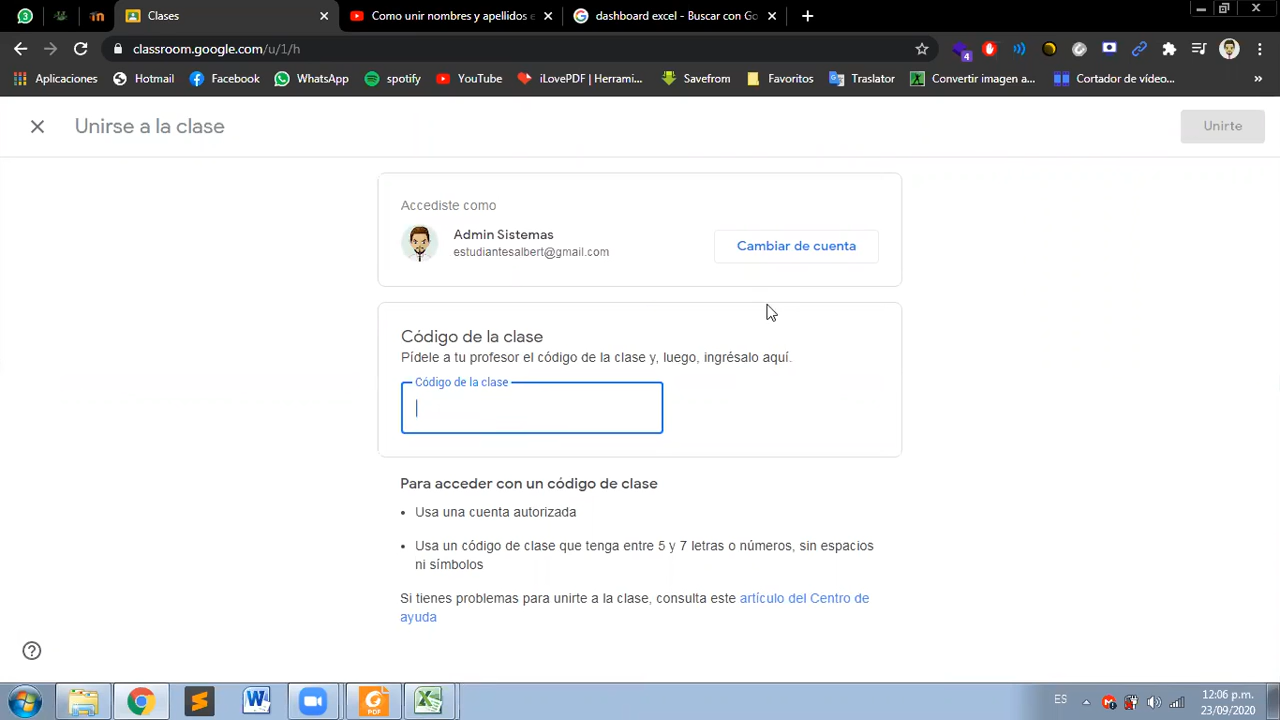 Clases
Como unir nombres y apellidos e
dashboard excel - Buscar con Go
classroom.google.com/u/1/h
4
Aplicaciones
Hotmail
Facebook
WhatsApp
spotify
YouTube
iLovePDF | Herrami...
Savefrom
Favoritos
Traslator
Convertir imagen a...
Cortador de vídeo...
»
Unirse a la clase
Unirte
Accediste como
Admin Sistemas
estudiantesalbert@gmail.com
Cambiar de cuenta
Código de la clase
Pídele a tu profesor el código de la clase y, luego, ingrésalo aquí.
Código de la clase
Para acceder con un código de clase
• Usa una cuenta autorizada
• Usa un código de clase que tenga entre 5 y 7 letras o números, sin espacios
ni símbolos
Si tienes problemas para unirte a la clase, consulta este artículo del Centro de
ayuda
ES
12:06 p.m.
23/09/2020